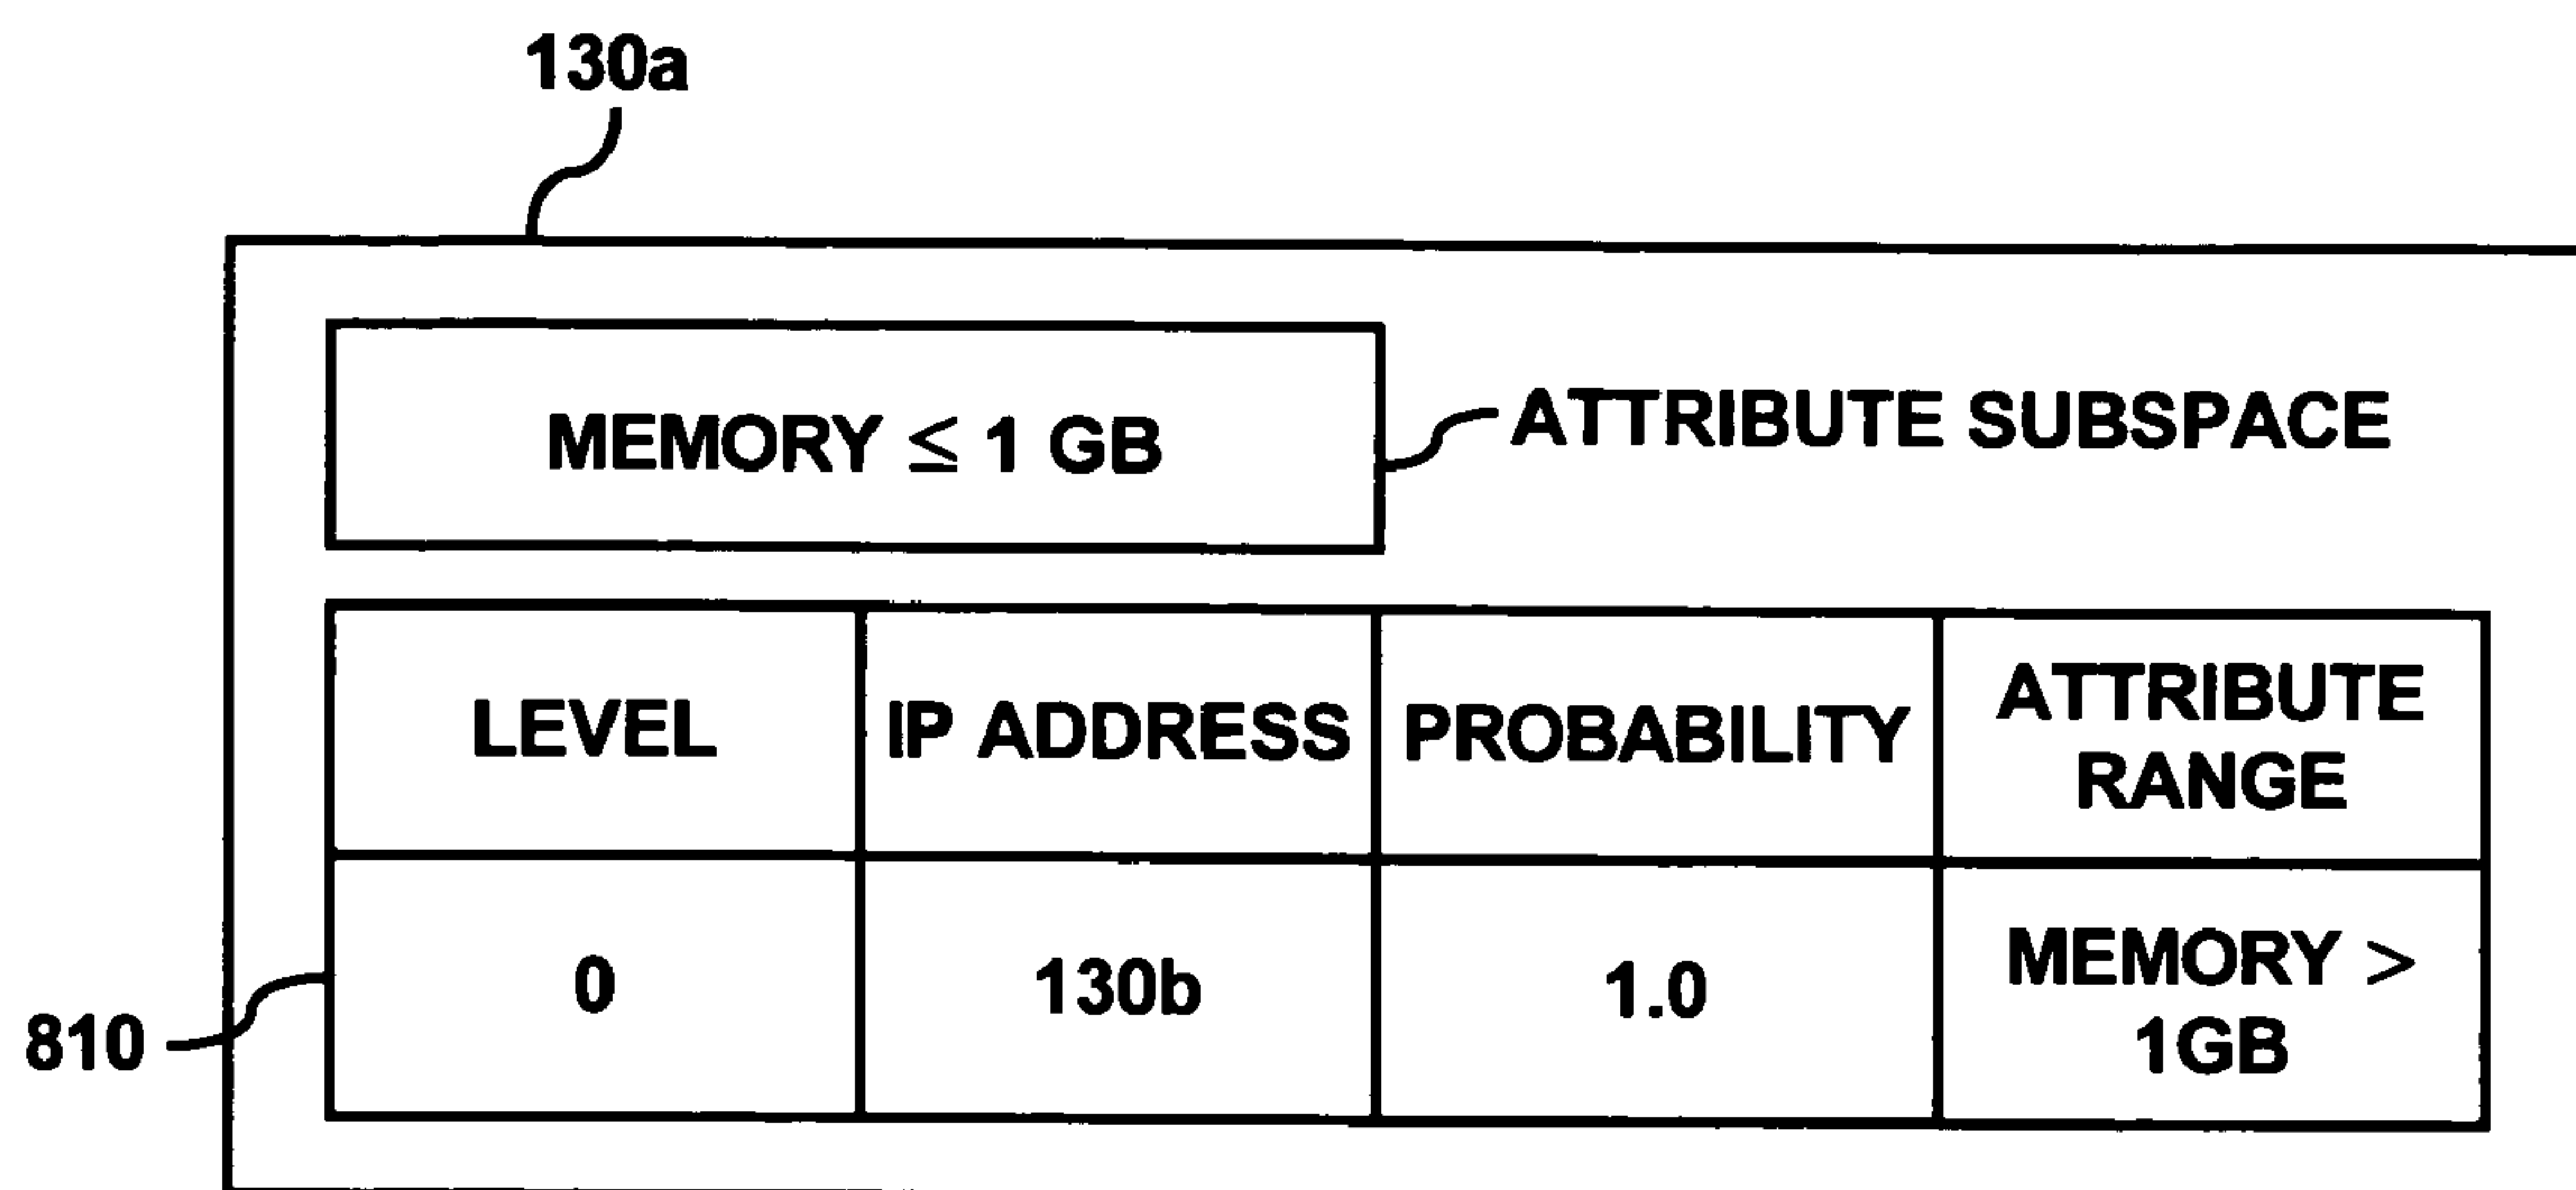 130a
MEMORY ≤ 1 GB
ATTRIBUTE SUBSPACE
LEVEL
IP ADDRESS
PROBABILITY
ATTRIBUTE
RANGE
810
0
130b
1.0
MEMORY >
1GB